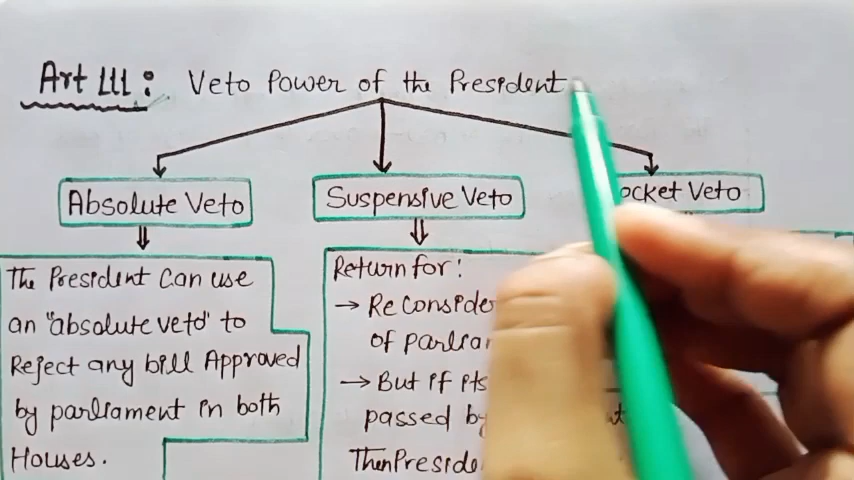 Art 111: Veto Power of the President
Absolute Veto
Suspensive Veto
ocket Veto
The President Can use
an "absolute veto" to
Reject any bill Approved
by parliament in both
Houses.
Return for:
→ Re Conside
of parlia
→ But if its
passed by
Then Preside